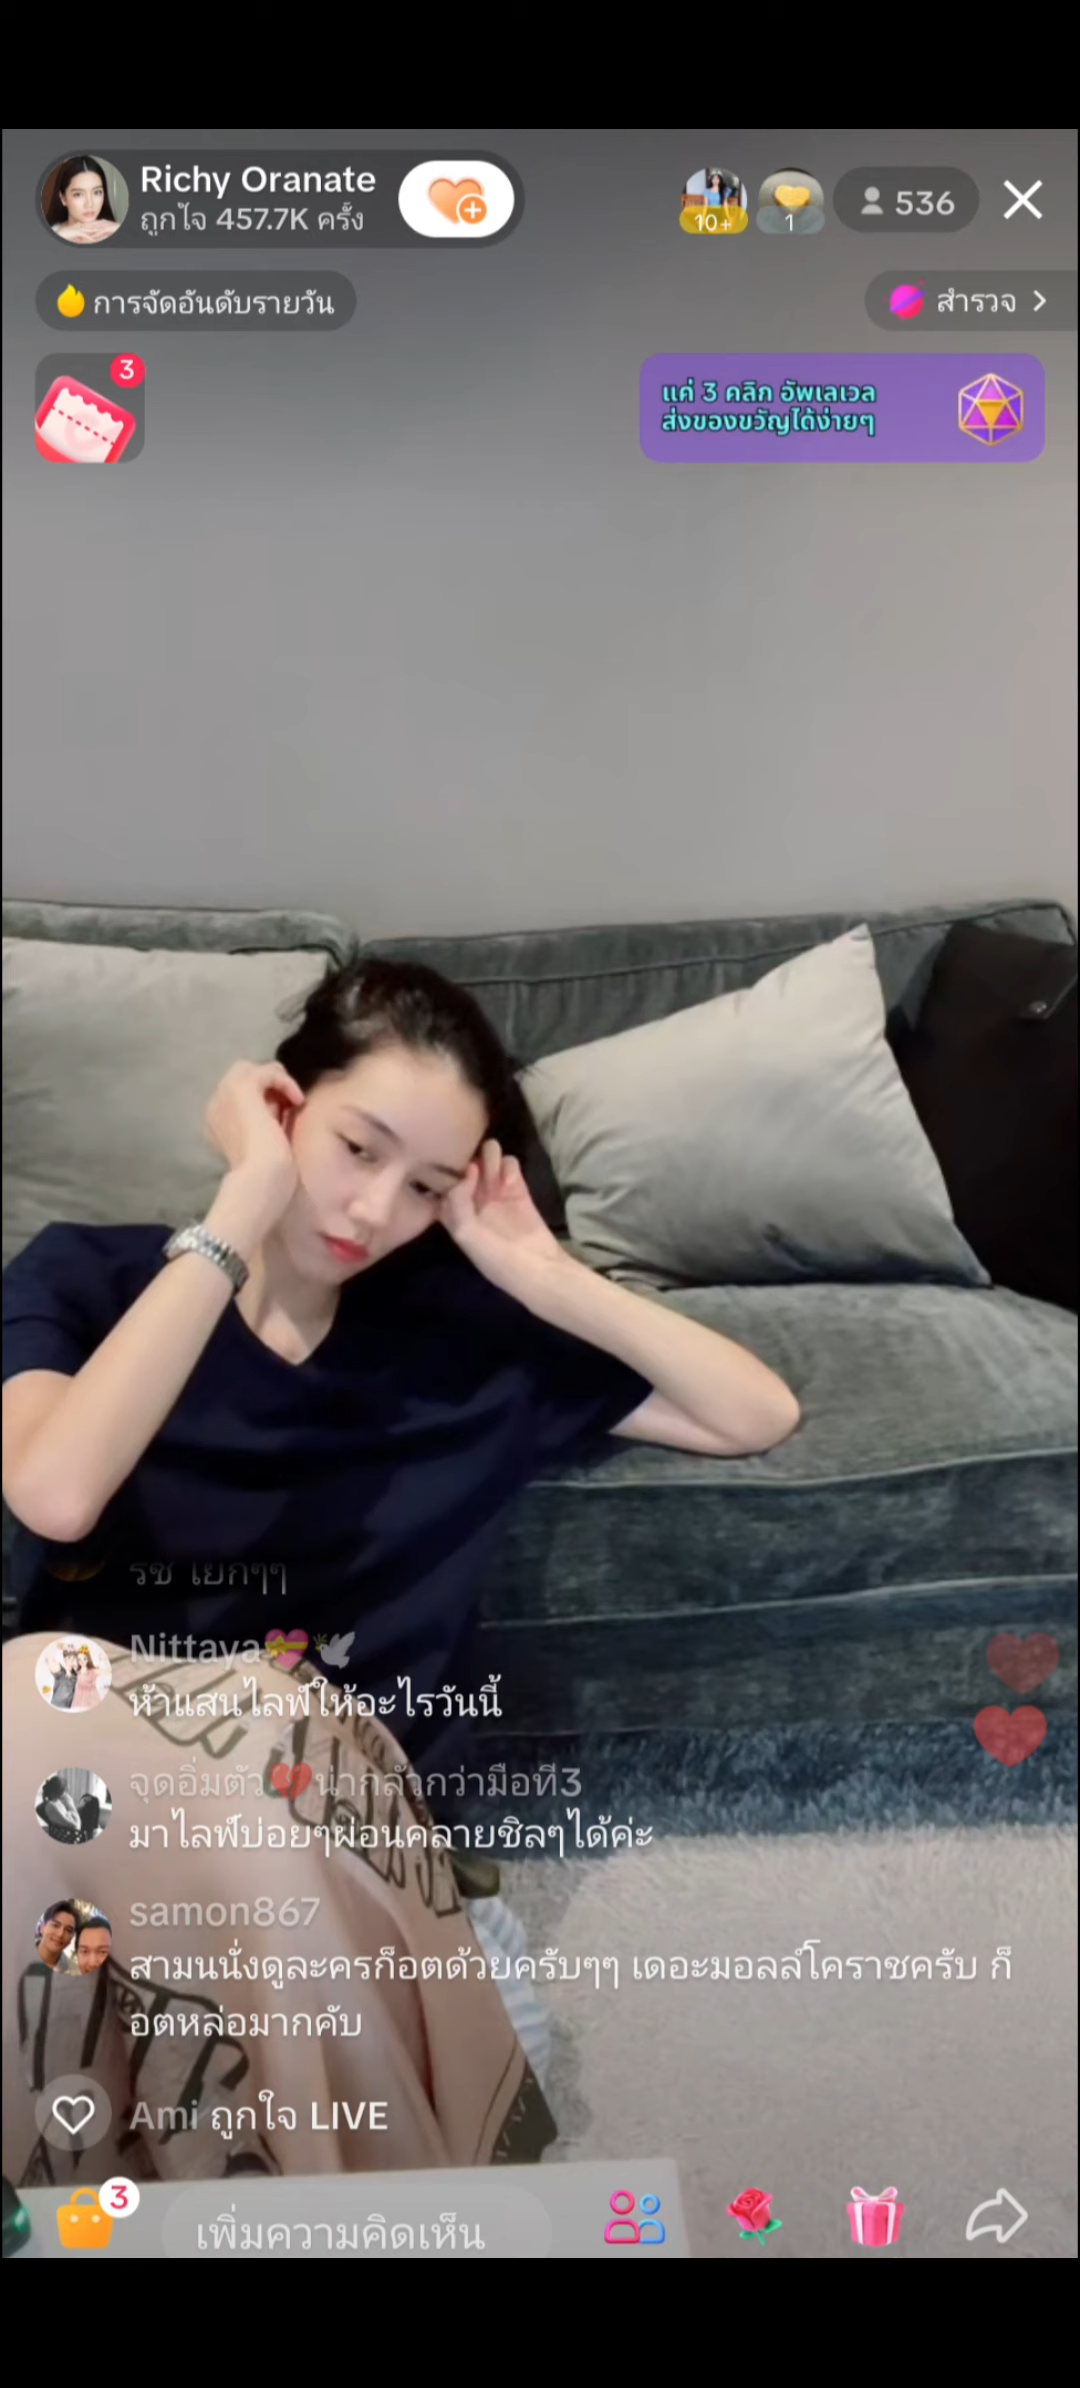 Richy Oranate
ถูกใจ 457.7K ครั้ง
10+
1
536
การจัดอันดับรายวัน
สำรวจ
3
แค่ 3 คลิก อัพเลเวล
ส่งของขวัญได้ง่ายๆ
Nittaya💝🕊️
ห้าแสนไลฟ์ให้อะไรวันนี้
จุดอิ่มตัว💔น่ากลัวกว่ามือที่3
มาไลฟ์บ่อยๆผ่อนคลายชิลๆได้ค่ะ
samon867
สามนนั่งดูละครก็อตด้วยครับๆๆ เดอะมอลล์โคราชครับ ก็
อตหล่อมากคับ
Ami ถูกใจ LIVE
3
เพิ่มความคิดเห็น